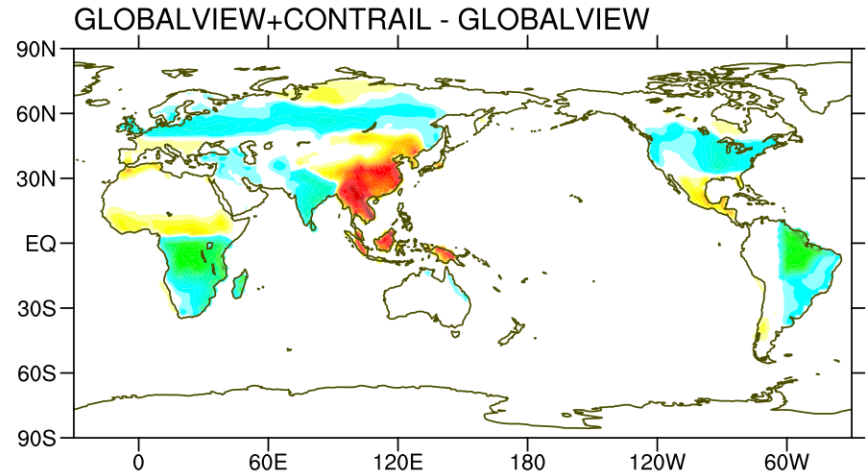 GLOBALVIEW+CONTRAIL - GLOBALVIEW
90N
60N
30N
EQ
30S
60S
90S
0 60E 120E 180 120W 60W